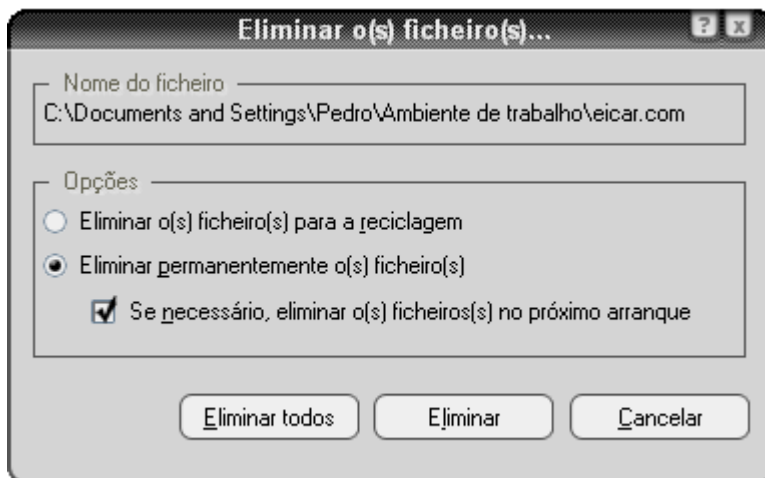 Eliminar o(s) ficheiro(s)...
Nome do ficheiro
C:\Documents and Settings\Pedro\Ambiente de trabalho\eicar.com
Opções
Eliminar o(s) ficheiro(s) para a reciclagem
Eliminar permanentemente o(s) ficheiro(s)
Se necessário, eliminar o(s) ficheiros(s) no próximo arranque
Eliminar todos Eliminar Cancelar